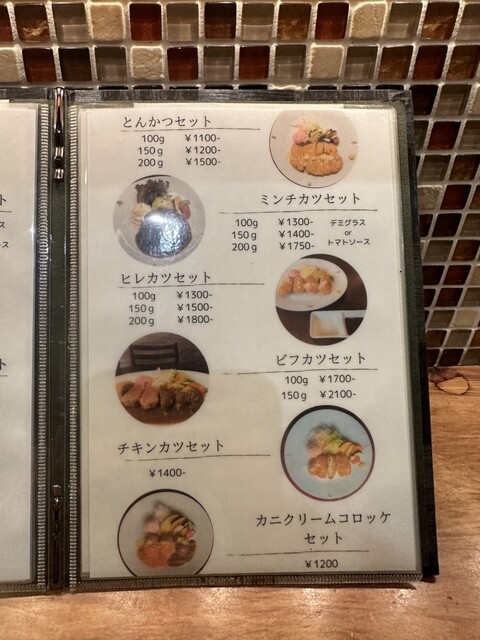 とんかつセット
100g ¥1100-
150g ¥1200-
200g ¥1500-
ミンチカツセット
100g ¥1300- デミグラス
150g ¥1400- or
200g ¥1750- トマトソース
ヒレカツセット
100g ¥1300-
150g ¥1500-
200g ¥1800-
ビフカツセット
100g ¥1700-
150g ¥2100-
チキンカツセット
¥1400-
カニクリームコロッケ
セット
¥1200